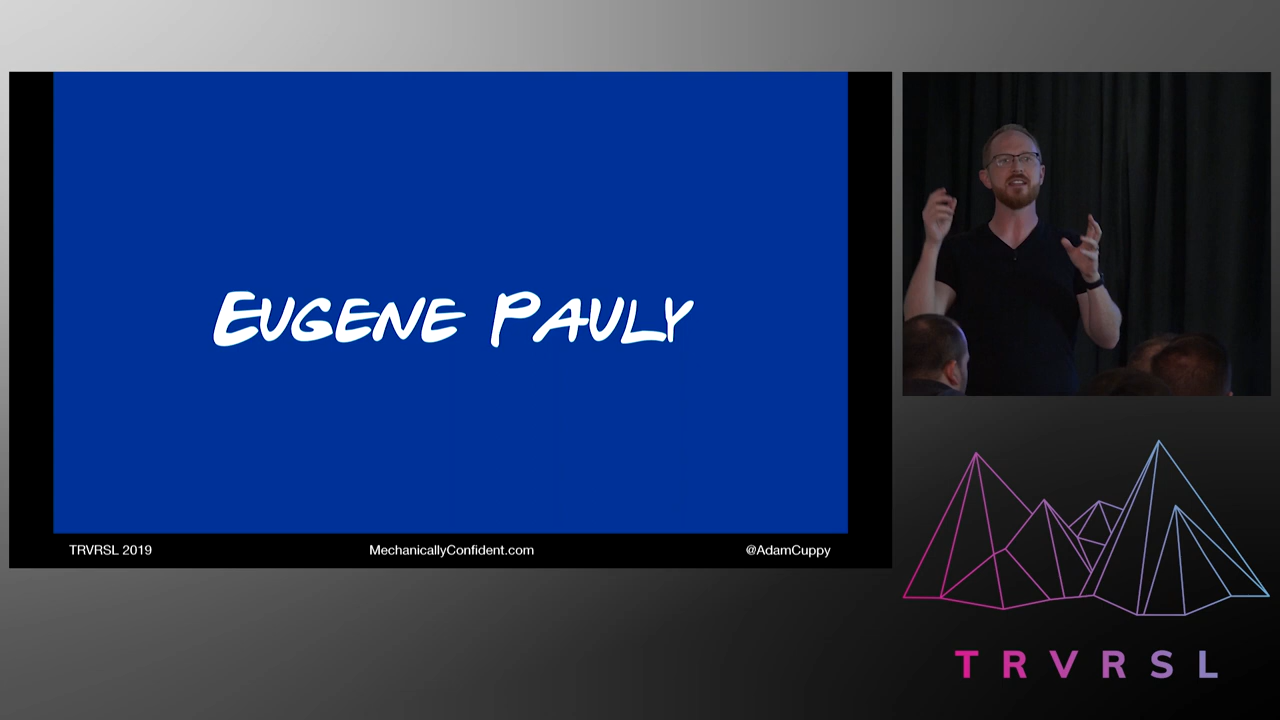 EUGENE PAULY
TRVRSL 2019
MechanicallyConfident.com
@AdamCuppy
TRVRSL